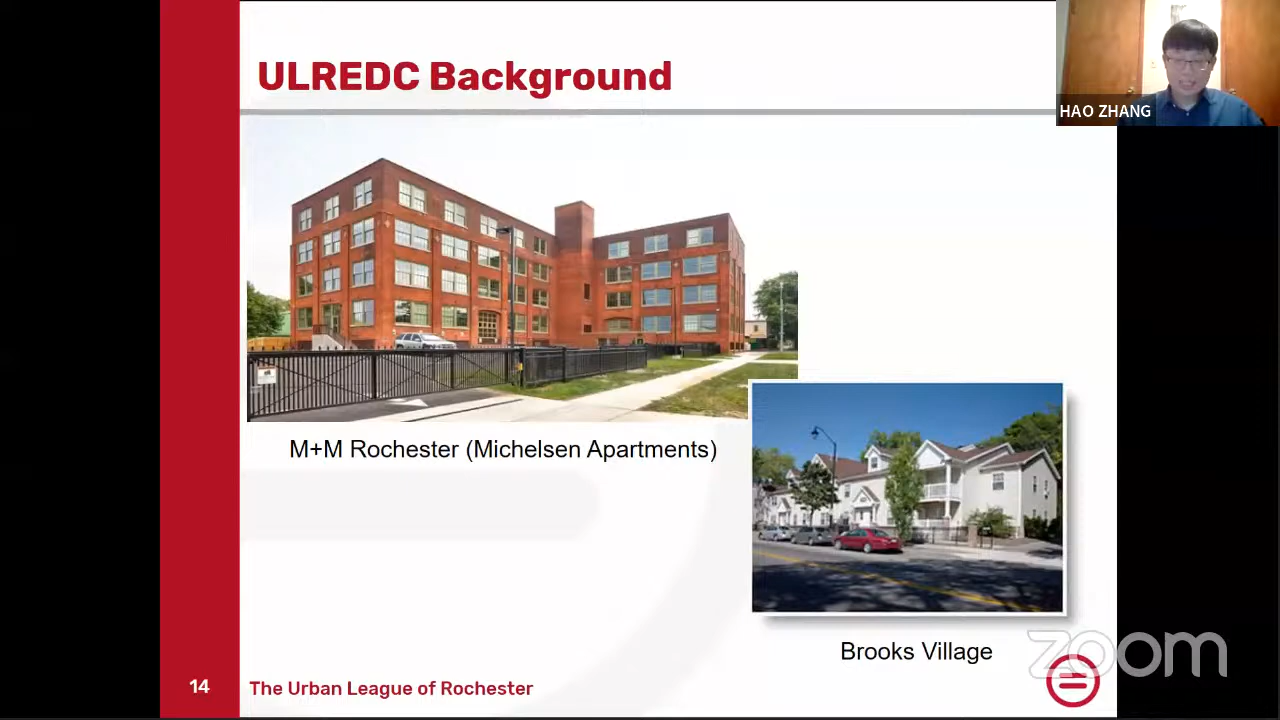 ULREDC Background
HAO ZHANG
M+M Rochester (Michelsen Apartments)
Brooks Village
zoom
14
The Urban League of Rochester